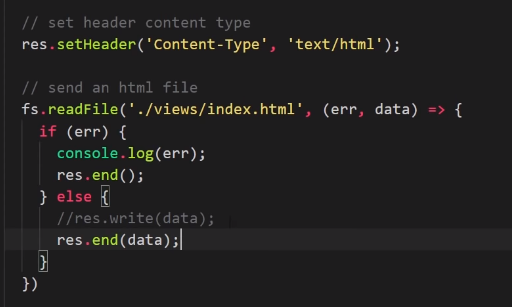 // set header content type
res.setHeader('Content-Type', 'text/html');
// send an html file
fs.readFile('./views/index.html', (err, data) => {
if (err) {
console.log(err);
res.end();
} else {
//res.write(data);
res.end(data);
}
})